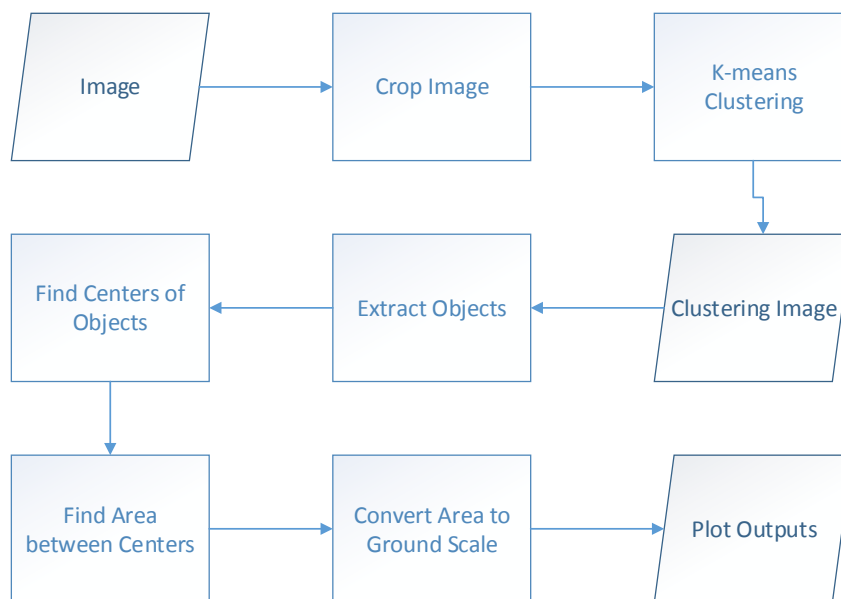 Image
Crop Image
K-means
Clustering
Find Centers of
Objects
Extract Objects
Clustering Image
Find Area
between Centers
Convert Area to
Ground Scale
Plot Outputs